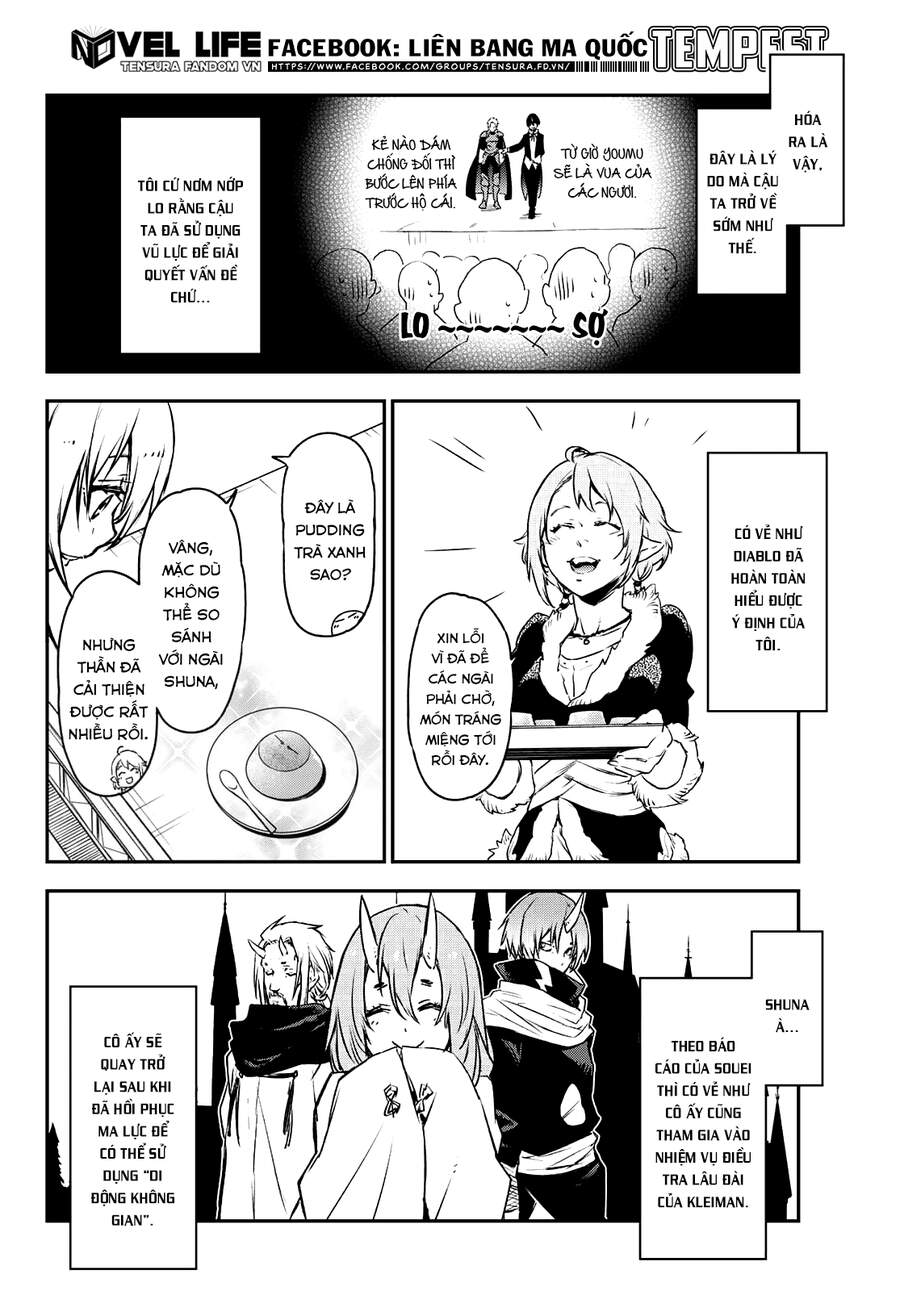 NOVEL LIFE
TENSURA FANDOM VN
FACEBOOK: LIÊN BANG MA QUỐC
HTTPS://WWW.FACEBOOK.COM/GROUPS/TENSURA.FD.VN/
TEMPEST
HÓA
RA LÀ
VẬY,
ĐÂY LÀ LÝ
DO MÀ CẬU
TA TRỞ VỀ
SỚM NHƯ
THẾ.
TỪ GIỜ YOUMU
SẼ LÀ VUA CỦA
CÁC NGƯƠI.
KẺ NÀO DÁM
CHỐNG ĐỐI THÌ
BƯỚC LÊN PHÍA
TRƯỚC HỘ CÁI.
LO ~~~~~~~ SỢ
TÔI CỨ NƠM NỚP
LO RẰNG CẬU
TA ĐÃ SỬ DỤNG
VŨ LỰC ĐỂ GIẢI
QUYẾT VẤN ĐỀ
CHỨ...
CÓ VẺ NHƯ
DIABLO ĐÃ
HOÀN TOÀN
HIỂU ĐƯỢC
Ý ĐỊNH CỦA
TÔI.
XIN LỖI
VÌ ĐÃ ĐỂ
CÁC NGÀI
PHẢI CHỜ,
MÓN TRÁNG
MIỆNG TỚI
RỒI ĐÂY.
ĐÂY LÀ
PUDDING
TRÀ XANH
SAO?
VÂNG,
MẶC DÙ
KHÔNG
THỂ SO
SÁNH
VỚI NGÀI
SHUNA,
NHƯNG
THẦN ĐÃ
CẢI THIỆN
ĐƯỢC RẤT
NHIỀU RỒI.
SHUNA
À...
THEO BÁO
CÁO CỦA SOUEI
THÌ CÓ VẺ NHƯ
CÔ ẤY CŨNG
THAM GIA VÀO
NHIỆM VỤ ĐIỀU
TRA LÂU ĐÀI
CỦA KLEIMAN.
CÔ ẤY SẼ
QUAY TRỞ
LẠI SAU KHI
ĐÃ HỒI PHỤC
MA LỰC ĐỂ
CÓ THỂ SỬ
DỤNG “DI
ĐỘNG KHÔNG
GIAN”.